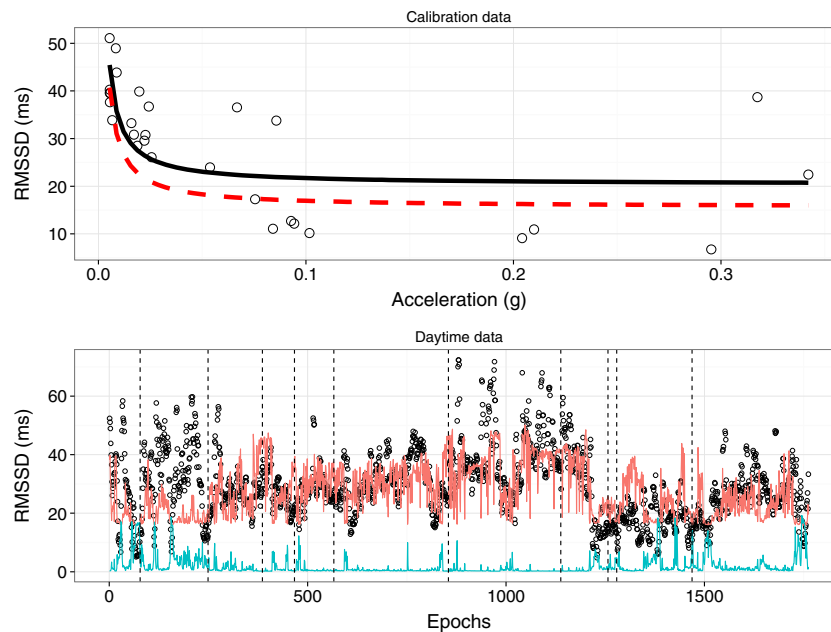 Calibration data
50
40
30
20
10
RMSSD (ms)
0.0 0.1 0.2 0.3
Acceleration (g)
Daytime data
60
40
20
0
RMSSD (ms)
0 500 1000 1500
Epochs